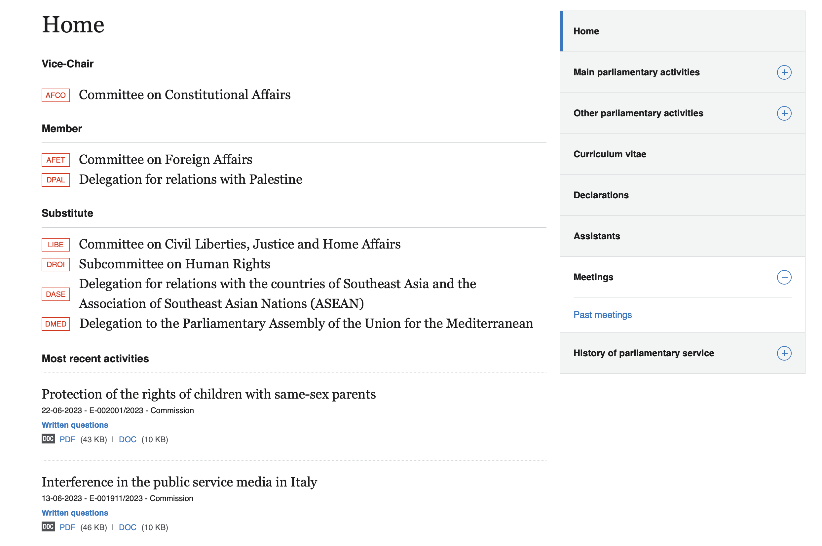 Home
Vice-Chair
AFCO Committee on Constitutional Affairs
Member
AFET Committee on Foreign Affairs
DPAL Delegation for relations with Palestine
Substitute
LIBE Committee on Civil Liberties, Justice and Home Affairs
DROI Subcommittee on Human Rights
DASE Delegation for relations with the countries of Southeast Asia and the
Association of Southeast Asian Nations (ASEAN)
DMED Delegation to the Parliamentary Assembly of the Union for the Mediterranean
Most recent activities
Protection of the rights of children with same-sex parents
22-06-2023 - E-002001/2023 - Commission
Written questions
DOC PDF (43 KB) | DOC (10 KB)
Interference in the public service media in Italy
13-06-2023 - E-001911/2023 - Commission
Written questions
DOC PDF (46 KB) | DOC (10 KB)
Home
Main parliamentary activities
Other parliamentary activities
Curriculum vitae
Declarations
Assistants
Meetings
Past meetings
History of parliamentary service